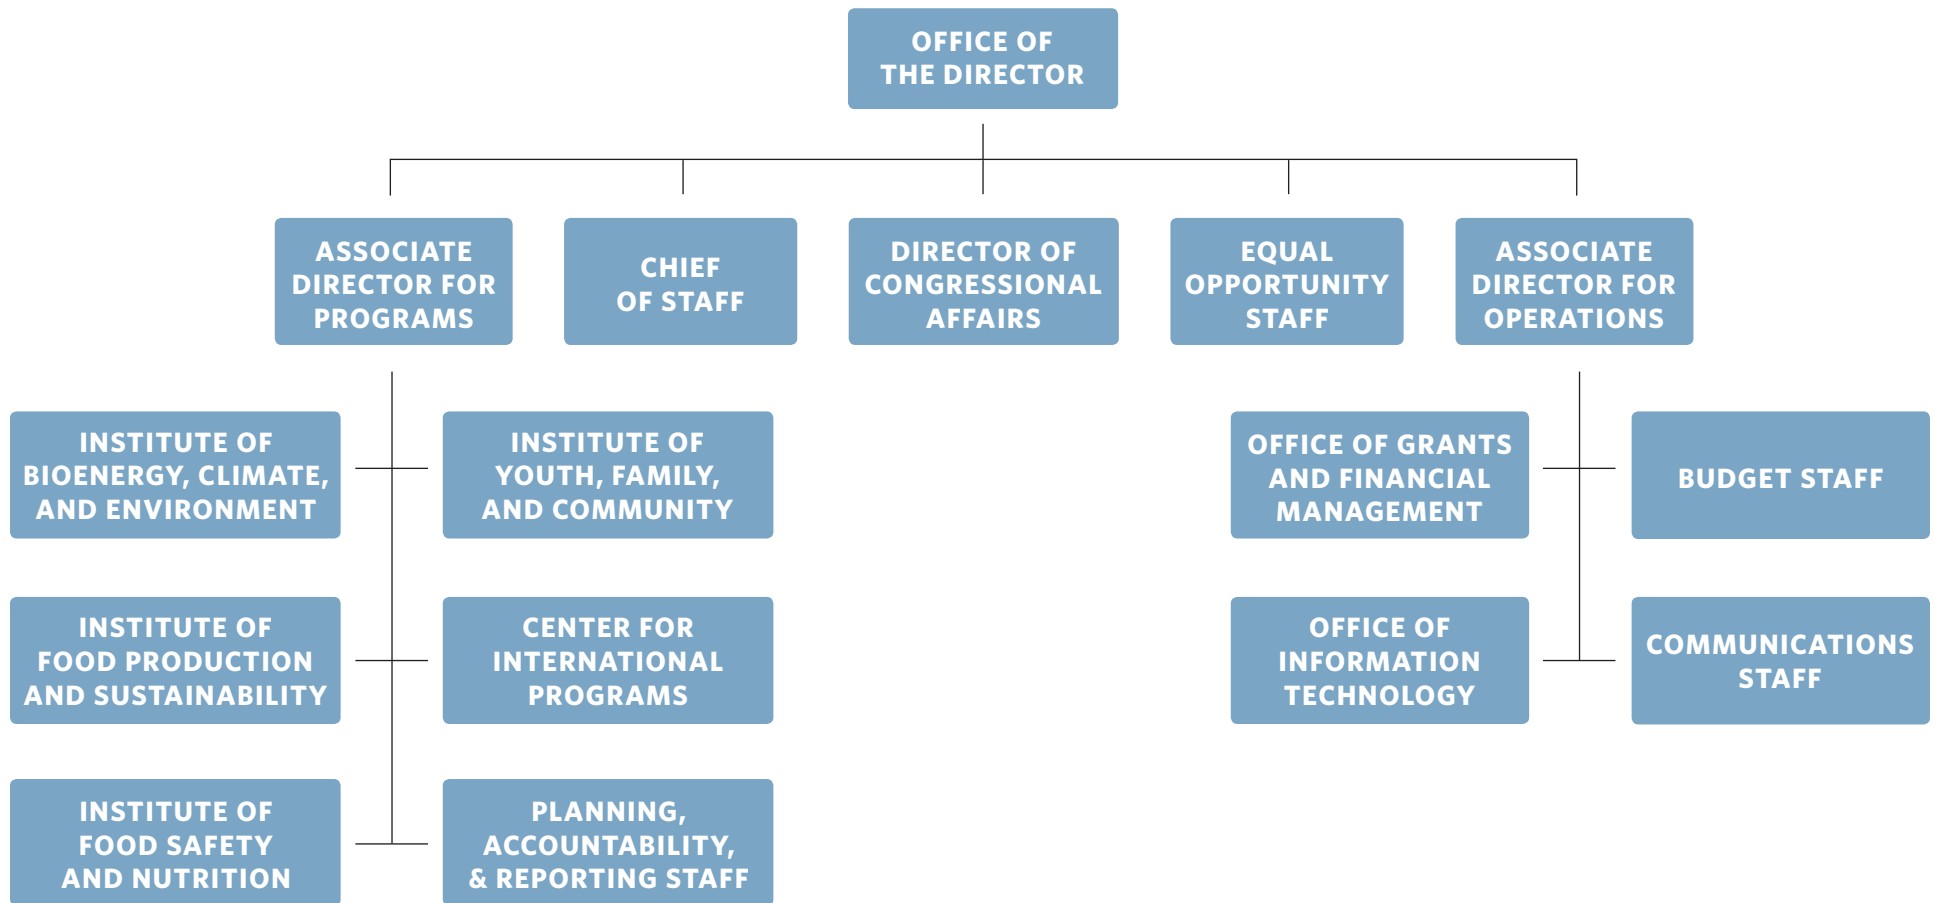 OFFICE OF
THE DIRECTOR
ASSOCIATE
DIRECTOR FOR
PROGRAMS
CHIEF
OF STAFF
DIRECTOR OF
CONGRESSIONAL
AFFAIRS
EQUAL
OPPORTUNITY
STAFF
ASSOCIATE
DIRECTOR FOR
OPERATIONS
INSTITUTE OF
BIOENERGY, CLIMATE,
AND ENVIRONMENT
INSTITUTE OF
YOUTH, FAMILY,
AND COMMUNITY
OFFICE OF GRANTS
AND FINANCIAL
MANAGEMENT
BUDGET STAFF
INSTITUTE OF
FOOD PRODUCTION
AND SUSTAINABILITY
CENTER FOR
INTERNATIONAL
PROGRAMS
OFFICE OF
INFORMATION
TECHNOLOGY
COMMUNICATIONS
STAFF
INSTITUTE OF
FOOD SAFETY
AND NUTRITION
PLANNING,
ACCOUNTABILITY,
& REPORTING STAFF